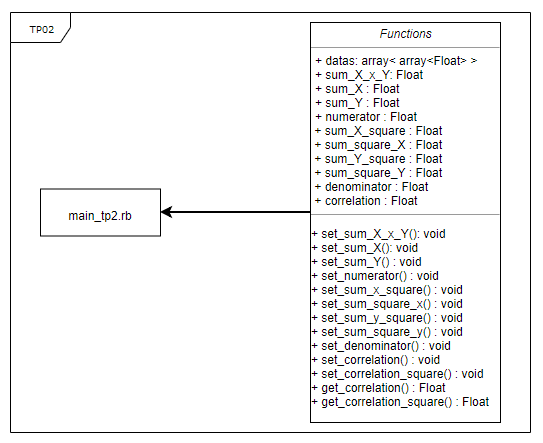 TP02
Functions
+ datas: array< array<Float> >
+ sum_X_x_Y: Float
+ sum_X : Float
+ sum_Y : Float
+ numerator : Float
+ sum_X_square : Float
+ sum_square_X : Float
+ sum_Y_square : Float
+ sum_square_Y : Float
+ denominator : Float
+ correlation : Float
main_tp2.rb
+ set_sum_X_x_Y(): void
+ set_sum_X(): void
+ set_sum_Y() : void
+ set_numerator() : void
+ set_sum_x_square() : void
+ set_sum_square_x() : void
+ set_sum_y_square() : void
+ set_sum_square_y() : void
+ set_denominator() : void
+ set_correlation() : void
+ set_correlation_square() : void
+ get_correlation() : Float
+ get_correlation_square() : Float